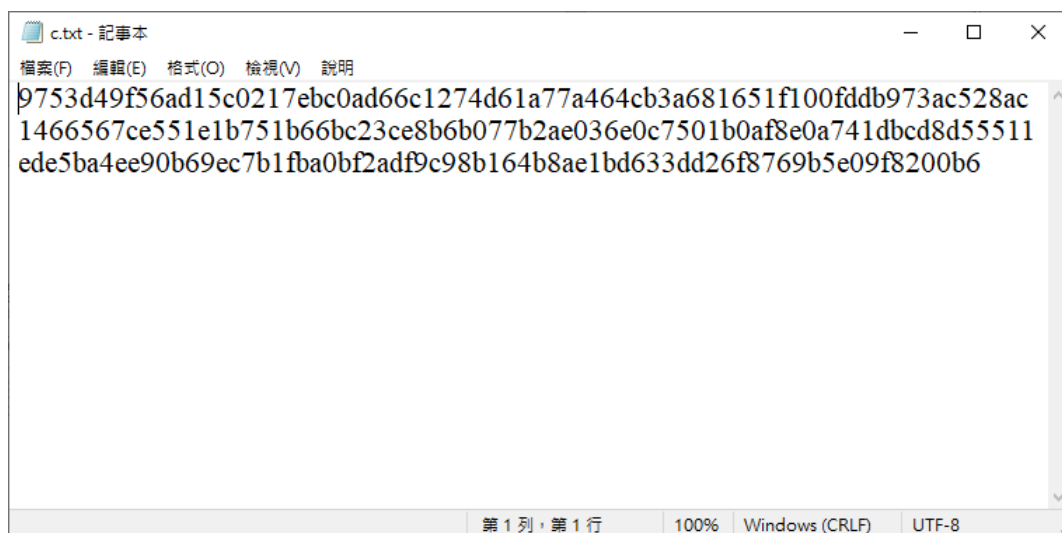 c.txt - 記事本
檔案(F) 編輯(E) 格式(O) 檢視(V) 說明
9753d49f56ad15c0217ebc0ad66c1274d61a77a464cb3a681651f100fddb973ac528ac
1466567ce551e1b751b66bc23ce8b6b077b2ae036e0c7501b0af8e0a741dbcd8d55511
ede5ba4ee90b69ec7b1fba0bf2adf9c98b164b8ae1bd633dd26f8769b5e09f8200b6
第 1 列，第 1 行 100% Windows (CRLF) UTF-8